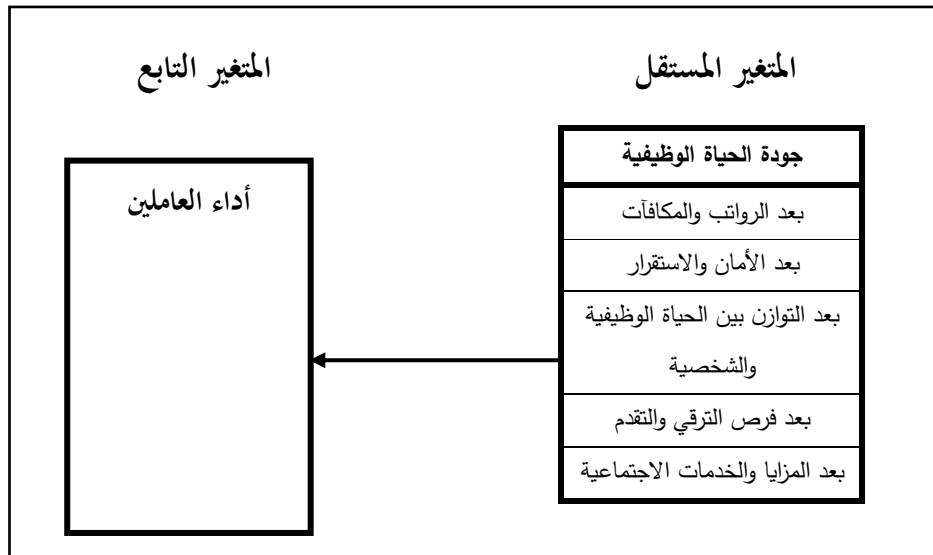 المتغير المستقل
المتغير التابع
جودة الحياة الوظيفية
بعد الرواتب والمكافآت
بعد الأمان والاستقرار
بعد التوازن بين الحياة الوظيفية
والشخصية
بعد فرص الترقي والتقدم
بعد المزايا والخدمات الاجتماعية
أداء العاملين